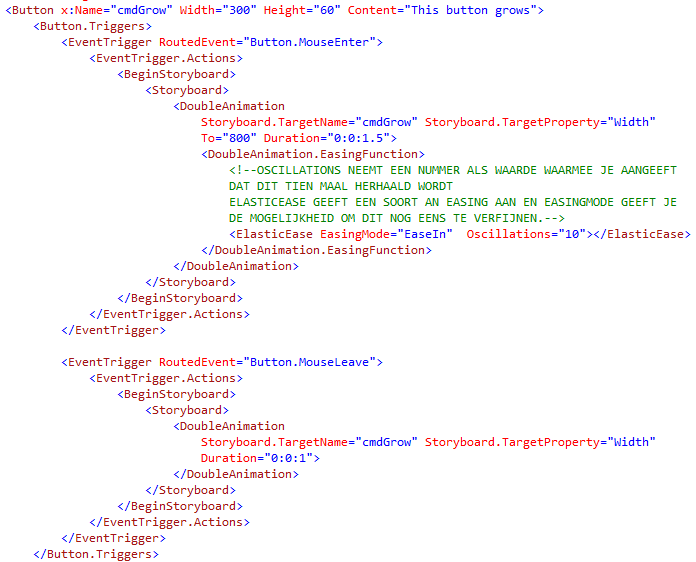 <Button x:Name="cmdGrow" Width="300" Height="60" Content="This button grows">
<Button.Triggers>
<EventTrigger RoutedEvent="Button.MouseEnter">
<EventTrigger.Actions>
<BeginStoryboard>
<Storyboard>
<DoubleAnimation
Storyboard.TargetName="cmdGrow" Storyboard.TargetProperty="Width"
To="800" Duration="0:0:1.5">
<DoubleAnimation.EasingFunction>
<!--OSCILLATIONS NEEMT EEN NUMMER ALS WAARDE WAARMEE JE AANGEEFT
DAT DIT TIEN MAAL HERHAALD WORDT
ELASTICEASE GEEFT EEN SOORT AN EASING AAN EN EASINGMODE GEEFT JE
DE MOGELIJKHEID OM DIT NOG EENS TE VERFIJNEN.-->
<ElasticEase EasingMode="EaseIn"  Oscillations="10"></ElasticEase>
</DoubleAnimation.EasingFunction>
</DoubleAnimation>
</Storyboard>
</BeginStoryboard>
</EventTrigger.Actions>
</EventTrigger>
<EventTrigger RoutedEvent="Button.MouseLeave">
<EventTrigger.Actions>
<BeginStoryboard>
<Storyboard>
<DoubleAnimation
Storyboard.TargetName="cmdGrow" Storyboard.TargetProperty="Width"
Duration="0:0:1">
</DoubleAnimation>
</Storyboard>
</BeginStoryboard>
</EventTrigger.Actions>
</EventTrigger>
</Button.Triggers>